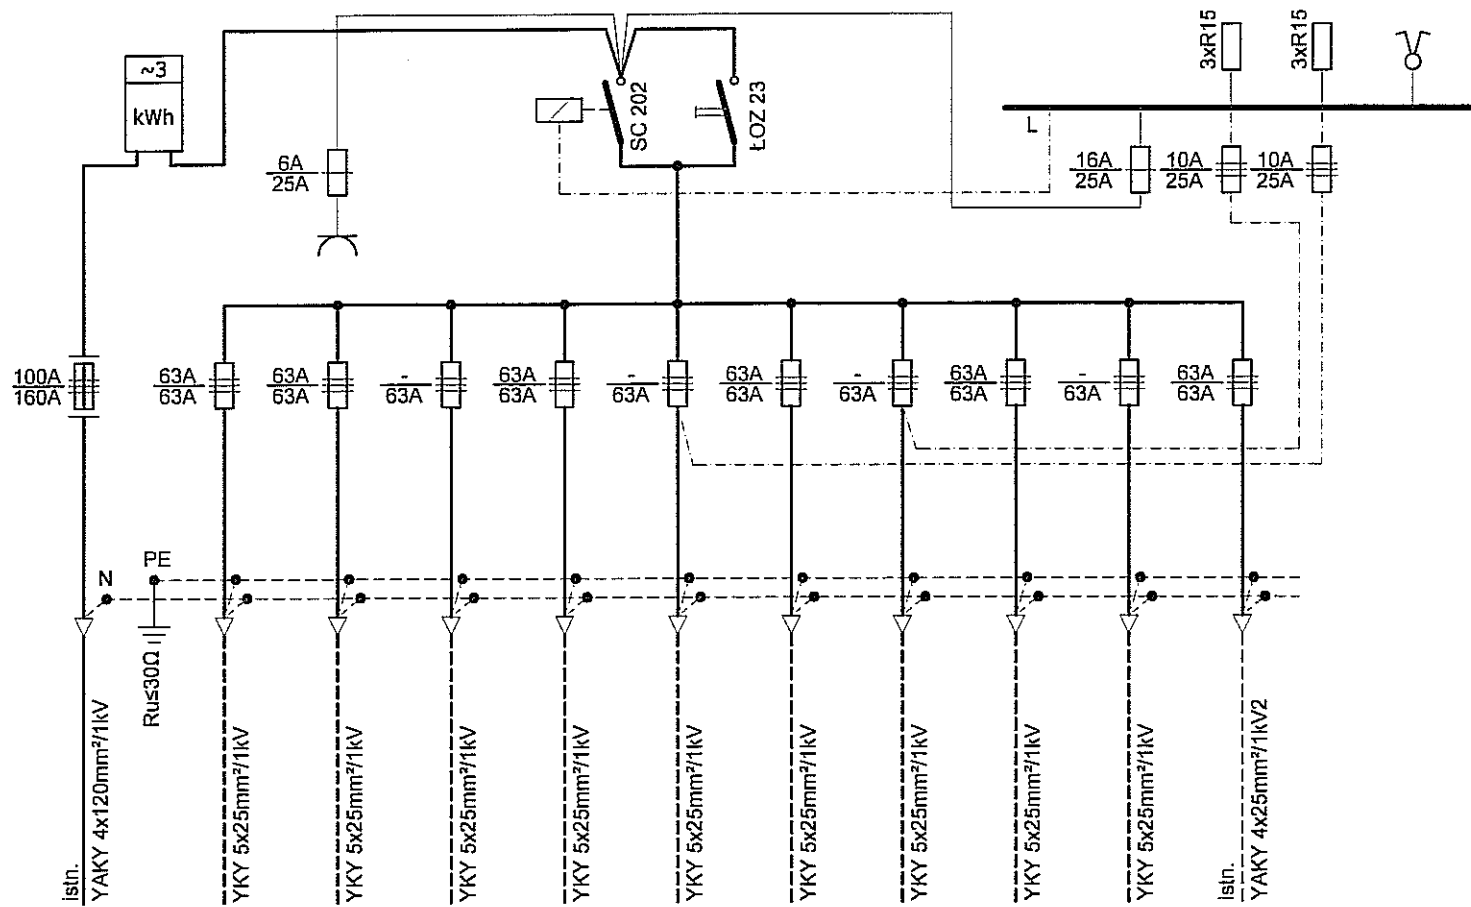 ~3
kWh
6A
25A
SC 202
ŁOZ 23
3xR15
3xR15
L
16A
25A
10A
25A
10A
25A
100A
160A
63A
63A
63A
63A
-
63A
63A
63A
-
63A
63A
63A
-
63A
63A
63A
-
63A
63A
63A
N
PE
Ru≤30Ω
istn.
YAKY 4x120mm²/1kV
YKY 5x25mm²/1kV
YKY 5x25mm²/1kV
YKY 5x25mm²/1kV
YKY 5x25mm²/1kV
YKY 5x25mm²/1kV
YKY 5x25mm²/1kV
YKY 5x25mm²/1kV
YKY 5x25mm²/1kV
YKY 5x25mm²/1kV
istn.
YAKY 4x25mm²/1kV2